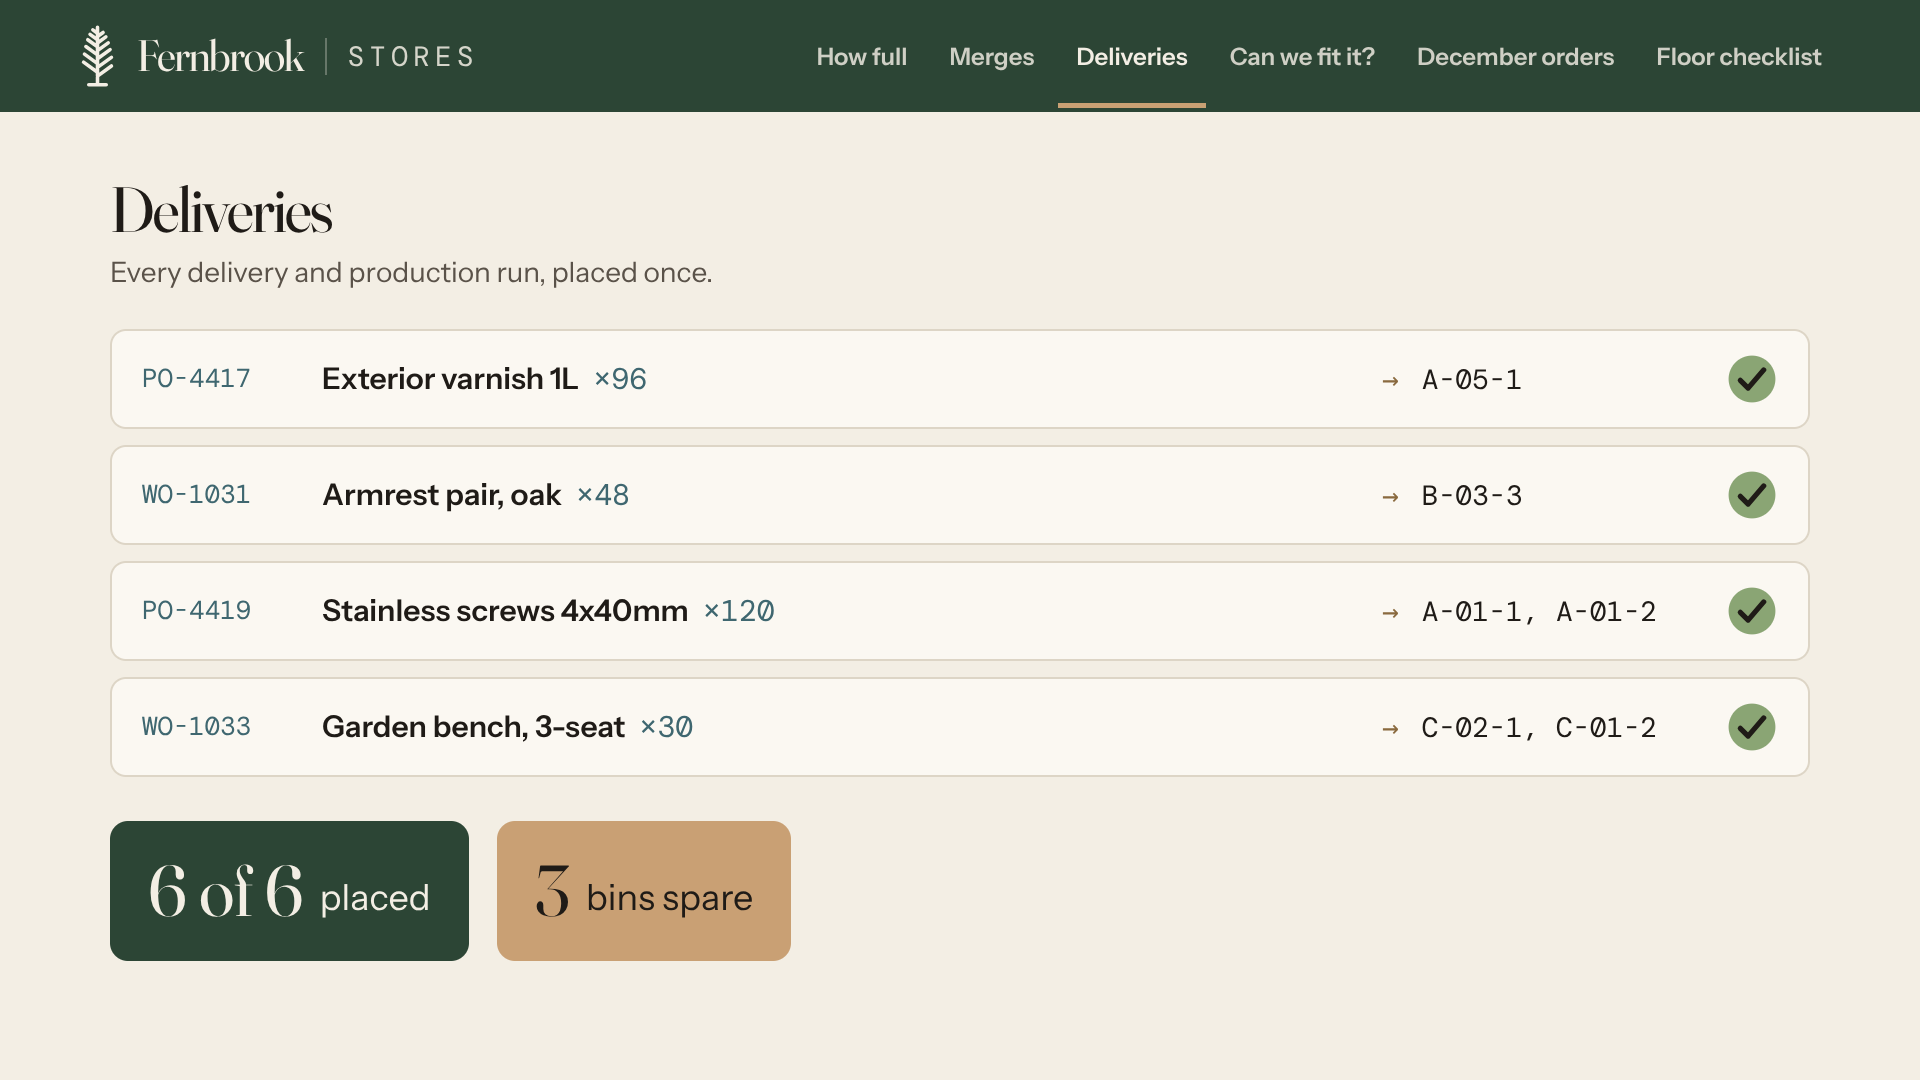 Fernbrook | STORES
How full Merges Deliveries Can we fit it? December orders Floor checklist
Deliveries
Every delivery and production run, placed once.
PO-4417 Exterior varnish 1L ×96 → A-05-1
WO-1031 Armrest pair, oak ×48 → B-03-3
PO-4419 Stainless screws 4x40mm ×120 → A-01-1, A-01-2
WO-1033 Garden bench, 3-seat ×30 → C-02-1, C-01-2
6 of 6 placed
3 bins spare